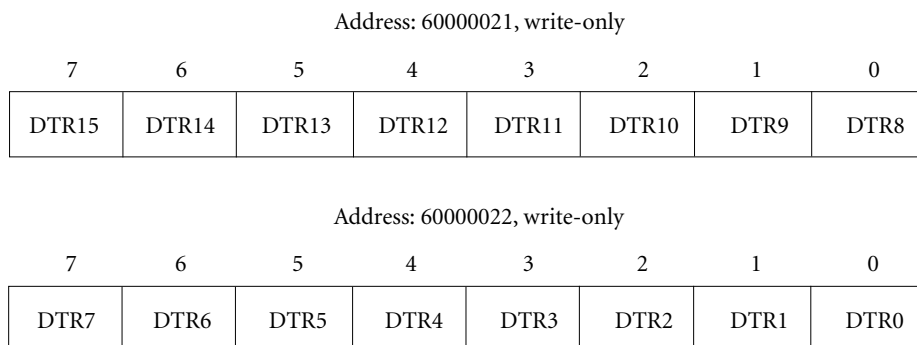 Address: 60000021, write-only
7 6 5 4 3 2 1 0
DTR15 DTR14 DTR13 DTR12 DTR11 DTR10 DTR9 DTR8
Address: 60000022, write-only
7 6 5 4 3 2 1 0
DTR7 DTR6 DTR5 DTR4 DTR3 DTR2 DTR1 DTR0